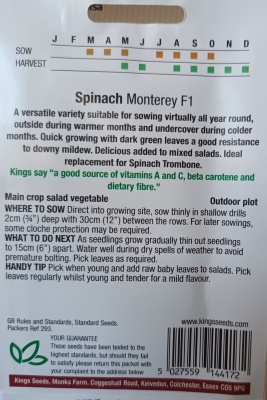 J F M A M J J A S O N D
SOW
HARVEST
Spinach Monterey F1
A versatile variety suitable for sowing virtually all year round,
outside during warmer months and undercover during colder
months. Quick growing with dark green leaves a good resistance
to downy mildew. Delicious added to mixed salads. Ideal
replacement for Spinach Trombone.
Kings say “a good source of vitamins A and C, beta carotene and
dietary fibre.”
Main crop salad vegetable Outdoor plot
WHERE TO SOW Direct into growing site, sow thinly in shallow drills
2cm (¾") deep with 30cm (12") between the rows. For later sowings,
some cloche protection may be required.
WHAT TO DO NEXT As seedlings grow gradually thin out seedlings
to 15cm (6") apart. Water well during dry spells of weather to avoid
premature bolting. Pick leaves as required.
HANDY TIP Pick when young and add raw baby leaves to salads. Pick
leaves regularly whilst young and tender for a mild flavour.
GB Rules and Standards, Standard Seeds.
Packers Ref 293.
YOUR GUARANTEE
These seeds have been tested to the
highest standards, but should they fail
to satisfy please return this packet with
your complaint to the address below
www.kingsseeds.com
5 027559 144172
Kings Seeds, Monks Farm, Coggeshall Road, Kelvedon, Colchester, Essex CO5 9PG